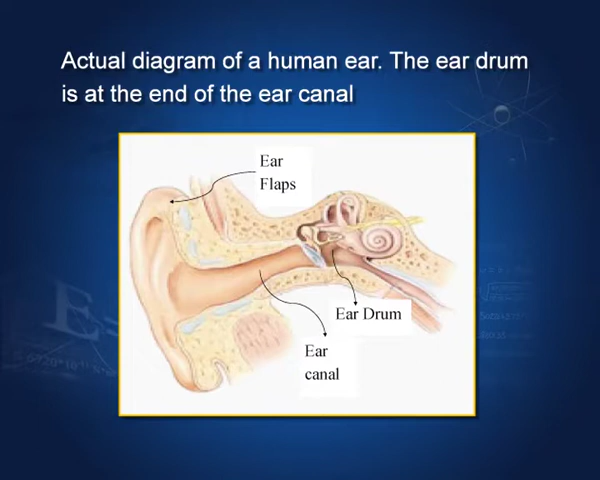 Actual diagram of a human ear. The ear drum
is at the end of the ear canal
Ear
Flaps
Ear Drum
Ear
canal